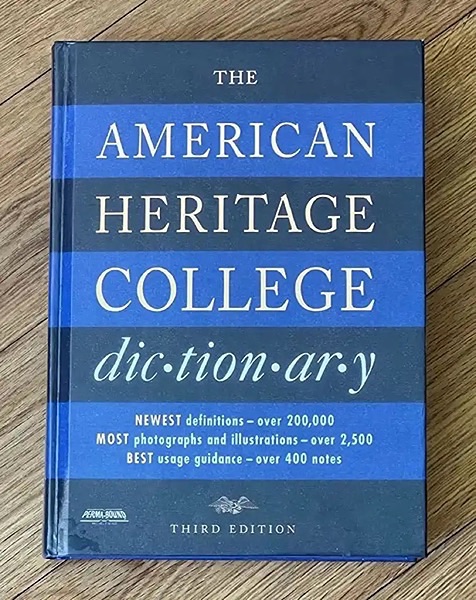 THE
AMERICAN
HERITAGE
COLLEGE
dic•tion•ar•y
NEWEST definitions – over 200,000
MOST photographs and illustrations – over 2,500
BEST usage guidance – over 400 notes
PERMA-BOUND
THIRD EDITION